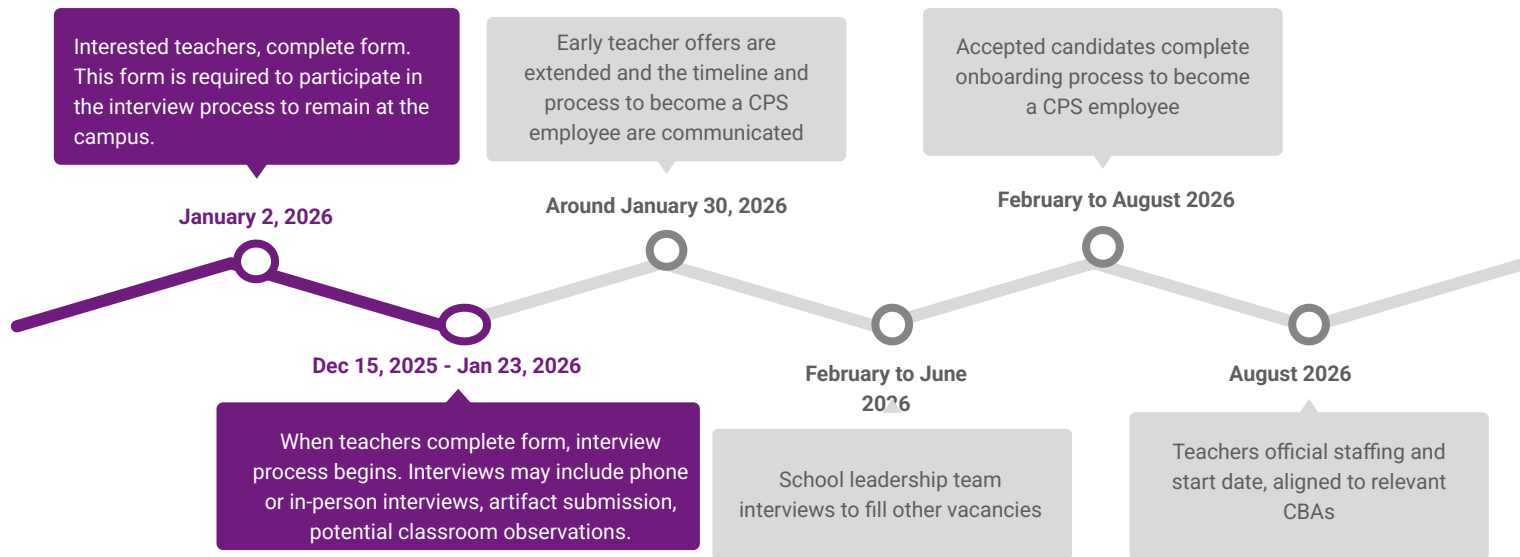 Interested teachers, complete form.
This form is required to participate in
the interview process to remain at the
campus.
January 2, 2026
Dec 15, 2025 - Jan 23, 2026
When teachers complete form, interview
process begins. Interviews may include phone
or in-person interviews, artifact submission,
potential classroom observations.
Early teacher offers are
extended and the timeline and
process to become a CPS
employee are communicated
Around January 30, 2026
February to June
2026
School leadership team
interviews to fill other vacancies
Accepted candidates complete
onboarding process to become
a CPS employee
February to August 2026
August 2026
Teachers official staffing and
start date, aligned to relevant
CBAs